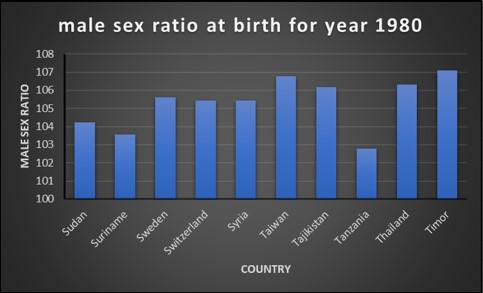 male sex ratio at birth for year 1980
MALE SEX RATIO
108
107
106
105
104
103
102
101
100
Sudan
Suriname
Sweden
Switzerland
Syria
Taiwan
Tajikistan
Tanzania
Thailand
Timor
COUNTRY